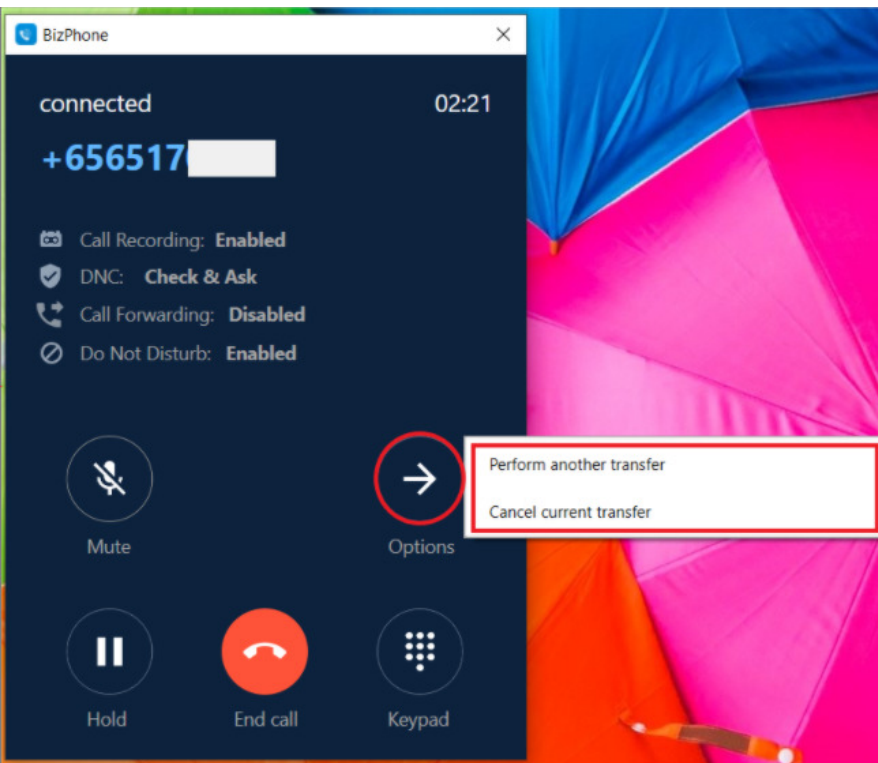 BizPhone
connected 02:21
+656517
Call Recording: Enabled
DNC: Check & Ask
Call Forwarding: Disabled
Do Not Disturb: Enabled
Perform another transfer
Cancel current transfer
Mute Options
Hold End call Keypad